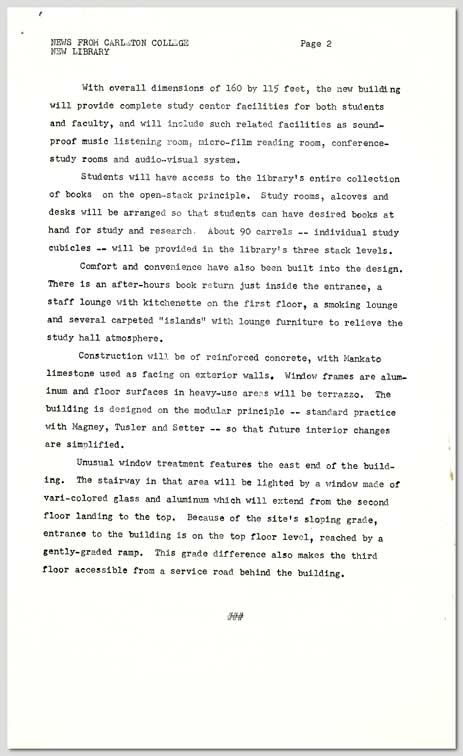 NEWS FROM CARLETON COLLEGE Page 2
NEW LIBRARY
With overall dimensions of 160 by 115 feet, the new building
will provide complete study center facilities for both students
and faculty, and will include such related facilities as sound-
proof music listening room, micro-film reading room, conference-
study rooms and audio-visual system.
Students will have access to the library's entire collection
of books on the open-stack principle. Study rooms, alcoves and
desks will be arranged so that students can have desired books at
hand for study and research. About 90 carrels -- individual study
cubicles -- will be provided in the library's three stack levels.
Comfort and convenience have also been built into the design.
There is an after-hours book return just inside the entrance, a
staff lounge with kitchenette on the first floor, a smoking lounge
and several carpeted "islands" with lounge furniture to relieve the
study hall atmosphere.
Construction will be of reinforced concrete, with Mankato
limestone used as facing on exterior walls. Window frames are alum-
inum and floor surfaces in heavy-use areas will be terrazzo. The
building is designed on the modular principle -- standard practice
with Magney, Tusler and Setter -- so that future interior changes
are simplified.
Unusual window treatment features the east end of the build-
ing. The stairway in that area will be lighted by a window made of
vari-colored glass and aluminum which will extend from the second
floor landing to the top. Because of the site's sloping grade,
entrance to the building is on the top floor level, reached by a
gently-graded ramp. This grade difference also makes the third
floor accessible from a service road behind the building.
###